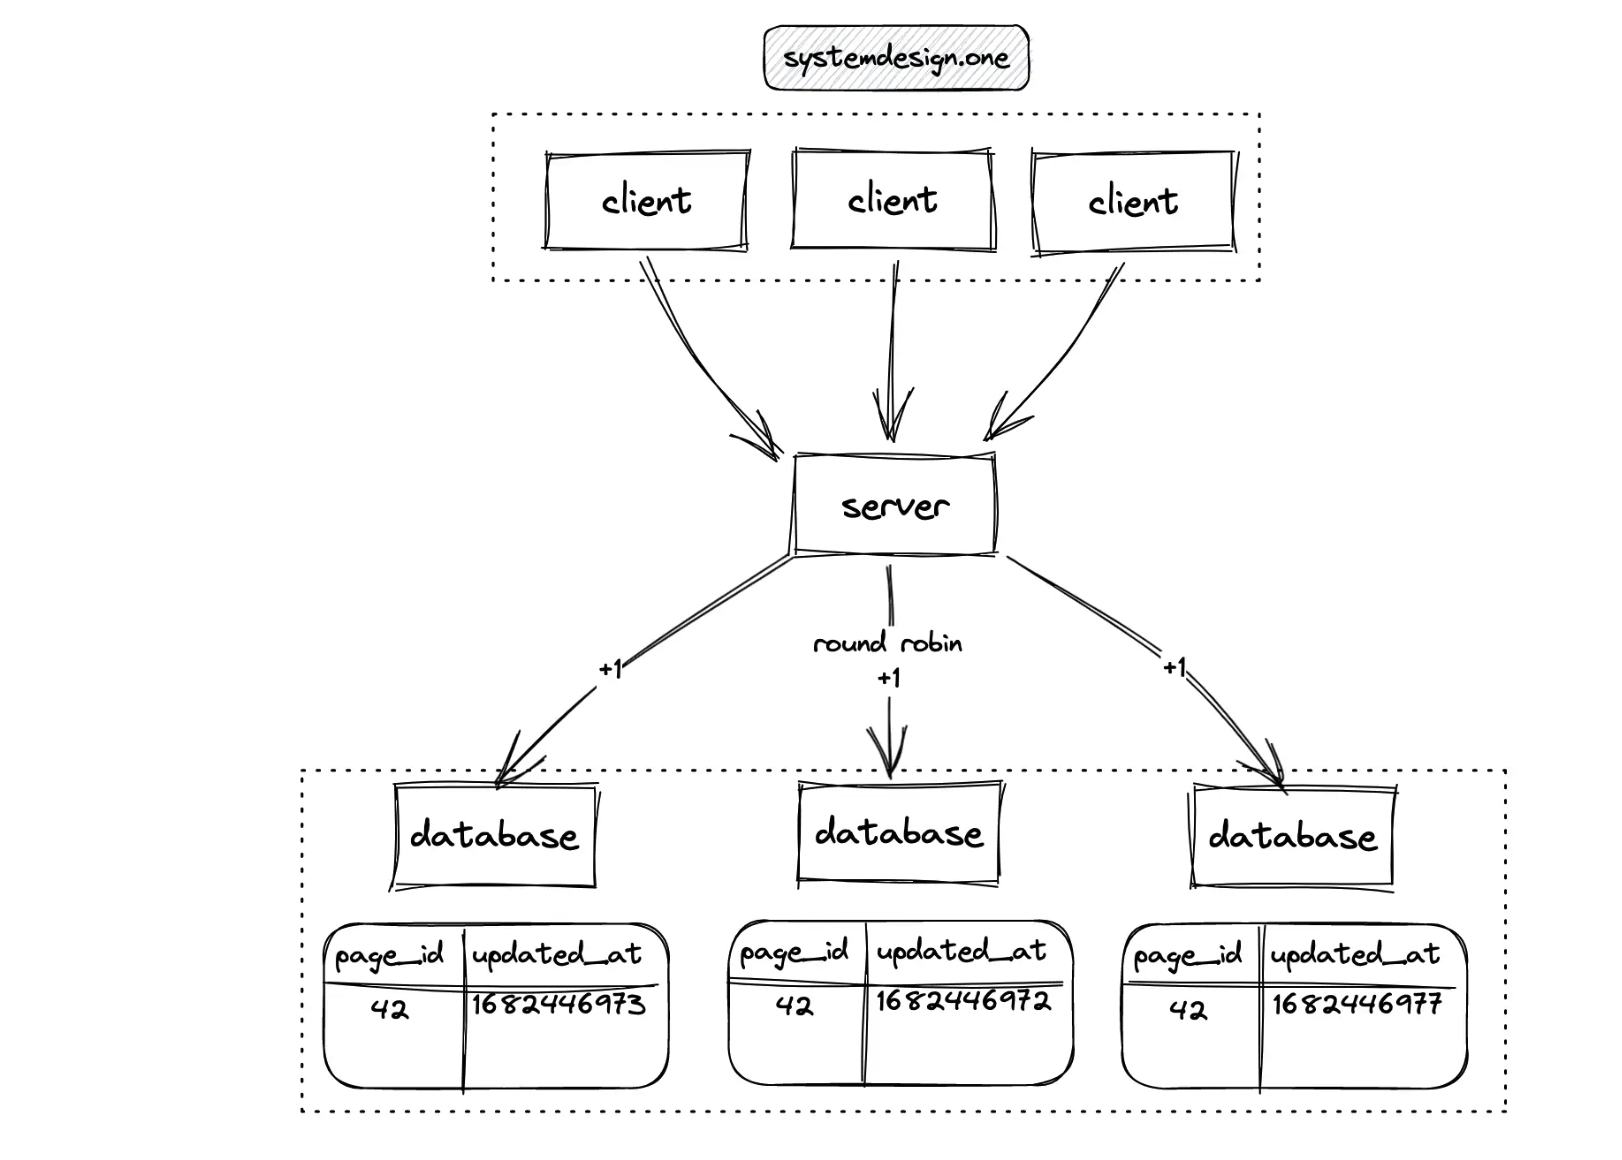 systemdesign.one
client client client
server
round robin
+1 +1 +1
database database database
page_id updated_at page_id updated_at page_id updated_at
42 1682446973 42 1682446972 42 1682446977